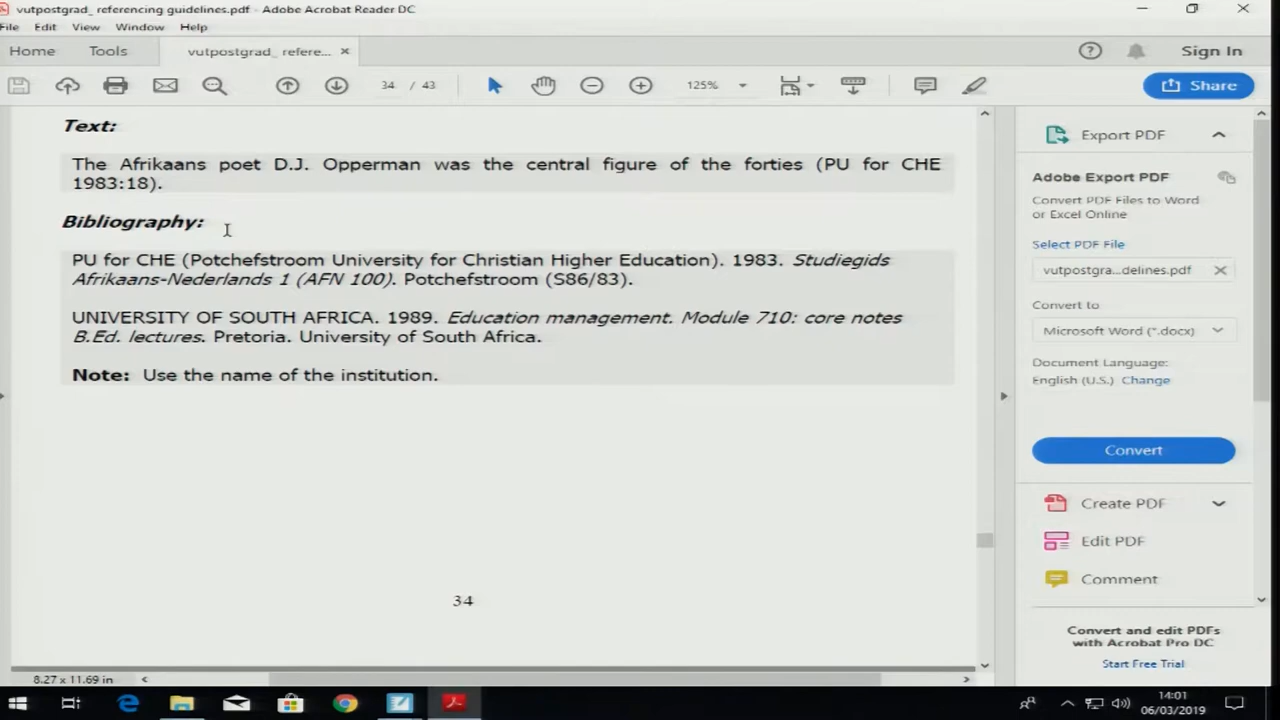 vutpostgrad_ referencing guidelines.pdf - Adobe Acrobat Reader DC
File Edit View Window Help
Home Tools vutpostgrad_ refere... ×
Sign In
34 / 43 125% Share
Text:
The Afrikaans poet D.J. Opperman was the central figure of the forties (PU for CHE
1983:18).
Bibliography:
PU for CHE (Potchefstroom University for Christian Higher Education). 1983. Studiegids
Afrikaans-Nederlands 1 (AFN 100). Potchefstroom (S86/83).
UNIVERSITY OF SOUTH AFRICA. 1989. Education management. Module 710: core notes
B.Ed. lectures. Pretoria. University of South Africa.
Note: Use the name of the institution.
34
8.27 x 11.69 in
Export PDF
Adobe Export PDF
Convert PDF Files to Word
or Excel Online
Select PDF File
vutpostgra...delines.pdf ×
Convert to
Microsoft Word (*.docx)
Document Language:
English (U.S.) Change
Convert
Create PDF
Edit PDF
Comment
Convert and edit PDFs
with Acrobat Pro DC
Start Free Trial
14:01
06/03/2019